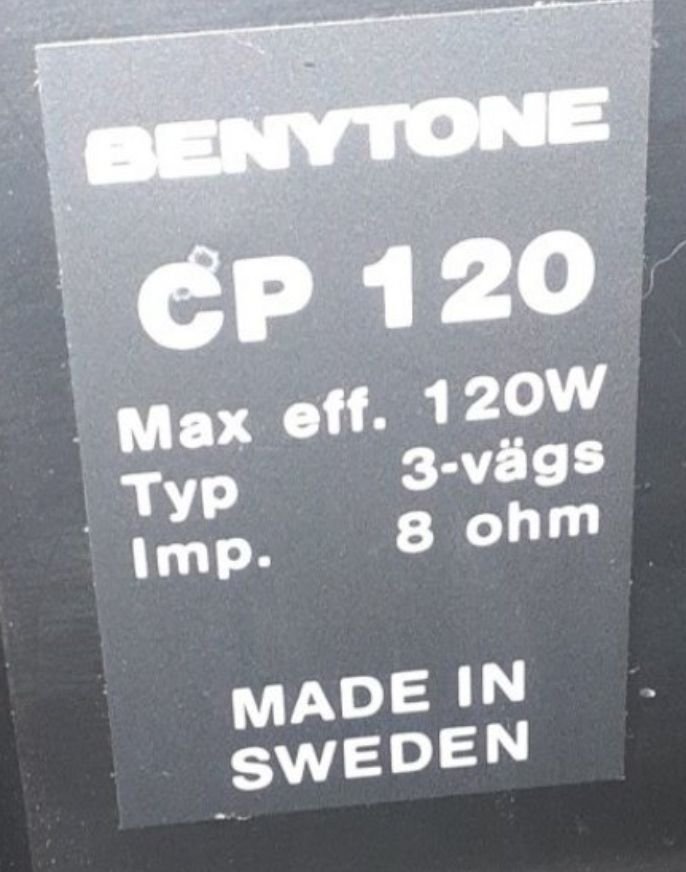 BENYTONE
CP 120
Max eff. 120W
Typ 3-vägs
Imp. 8 ohm
MADE IN
SWEDEN